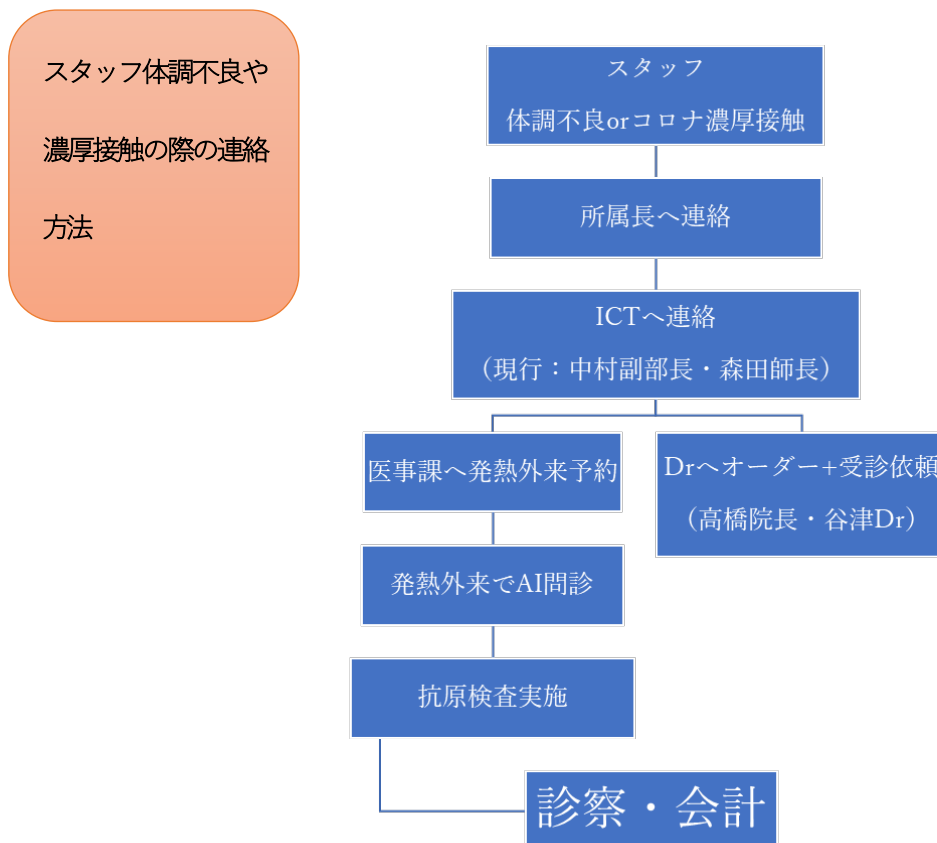 スタッフ体調不良や
濃厚接触の際の連絡
方法
スタッフ
体調不良orコロナ濃厚接触
所属長へ連絡
ICTへ連絡
（現行：中村副部長・森田師長）
医事課へ発熱外来予約
Drへオーダー+受診依頼
（高橋院長・谷津Dr）
発熱外来でAI問診
抗原検査実施
診察・会計